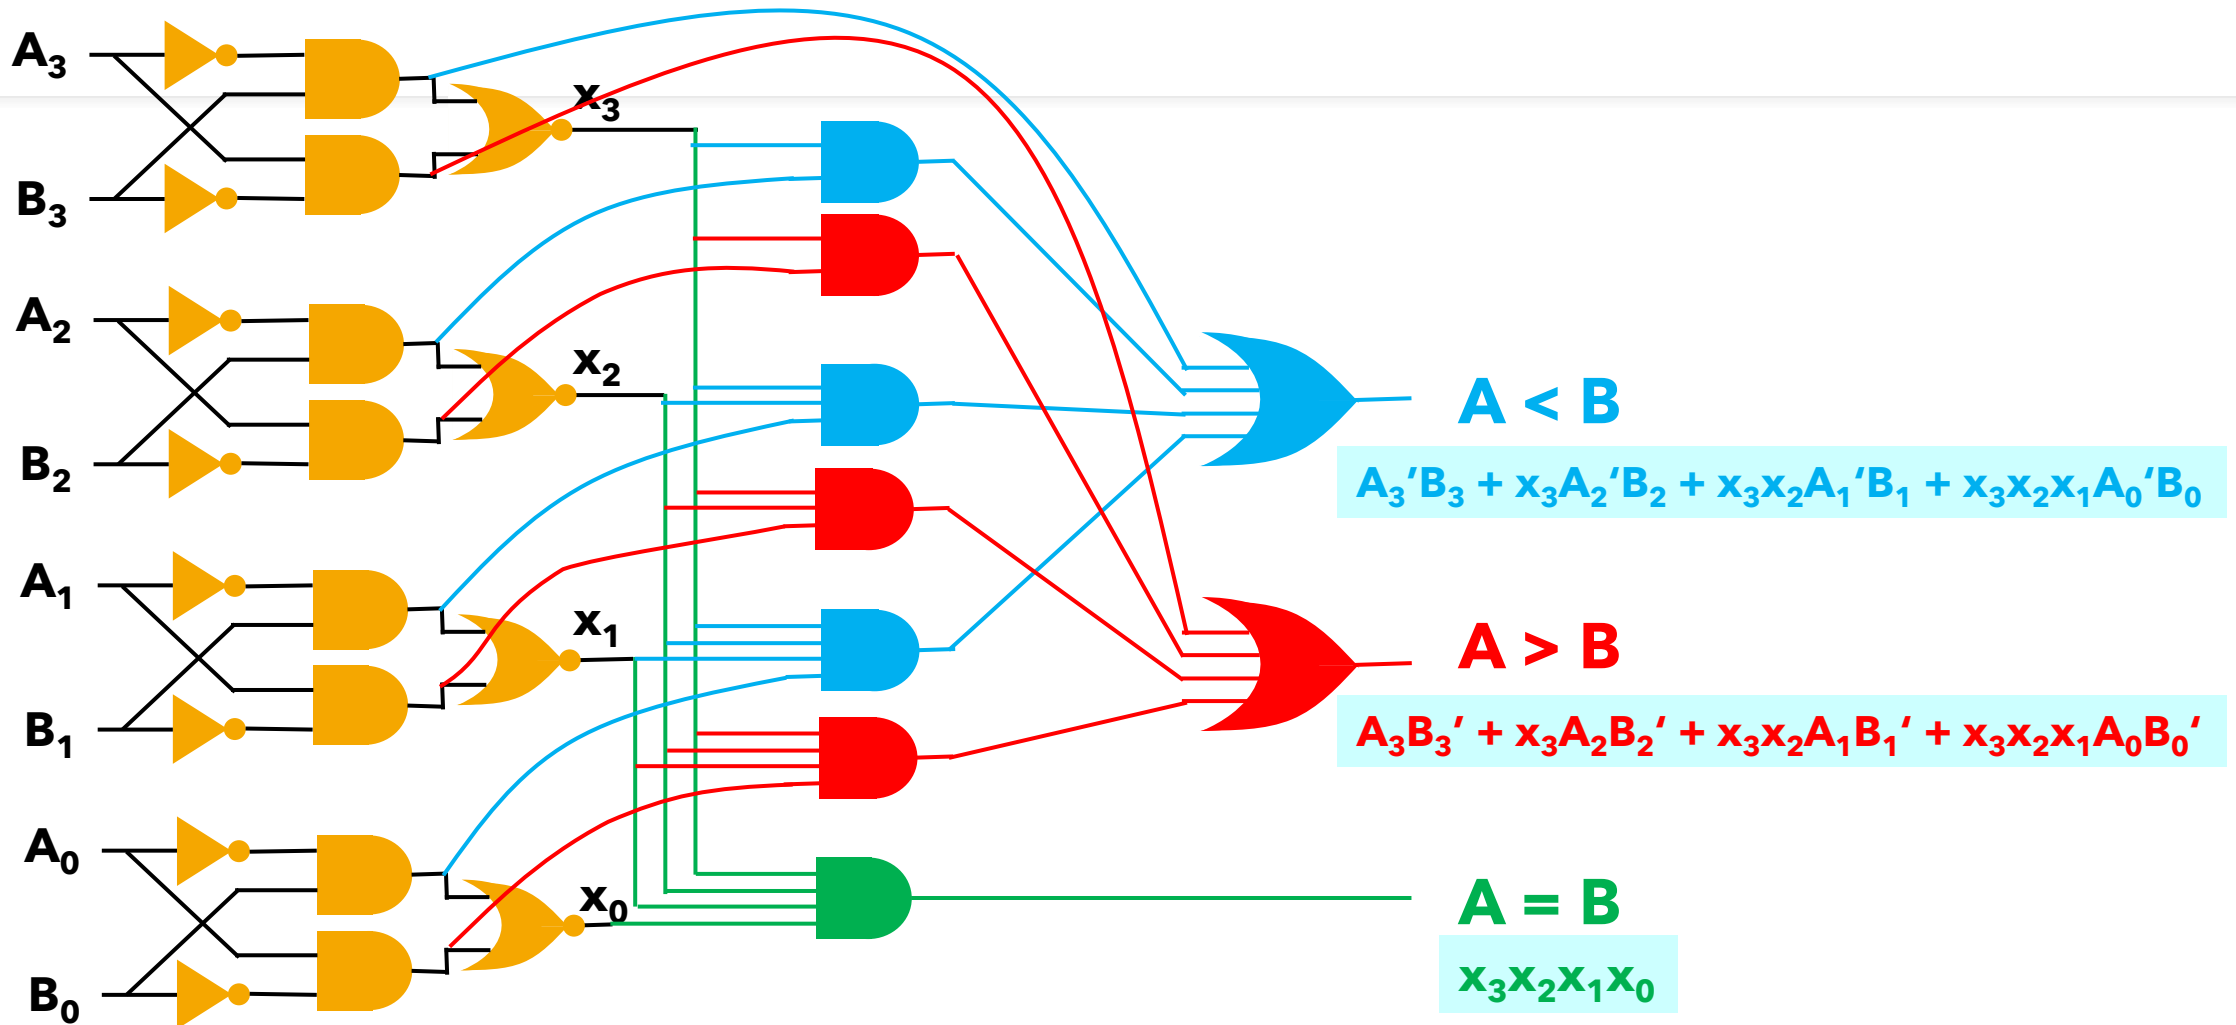 A₃
x₃
B₃
A₂
x₂
B₂
A < B
A₃′B₃ + x₃A₂‘B₂ + x₃x₂A₁‘B₁ + x₃x₂x₁A₀‘B₀
A₁
x₁
B₁
A > B
A₃B₃′ + x₃A₂B₂‘ + x₃x₂A₁B₁′ + x₃x₂x₁A₀B₀‘
A₀
x₀
B₀
A = B
x₃x₂x₁x₀